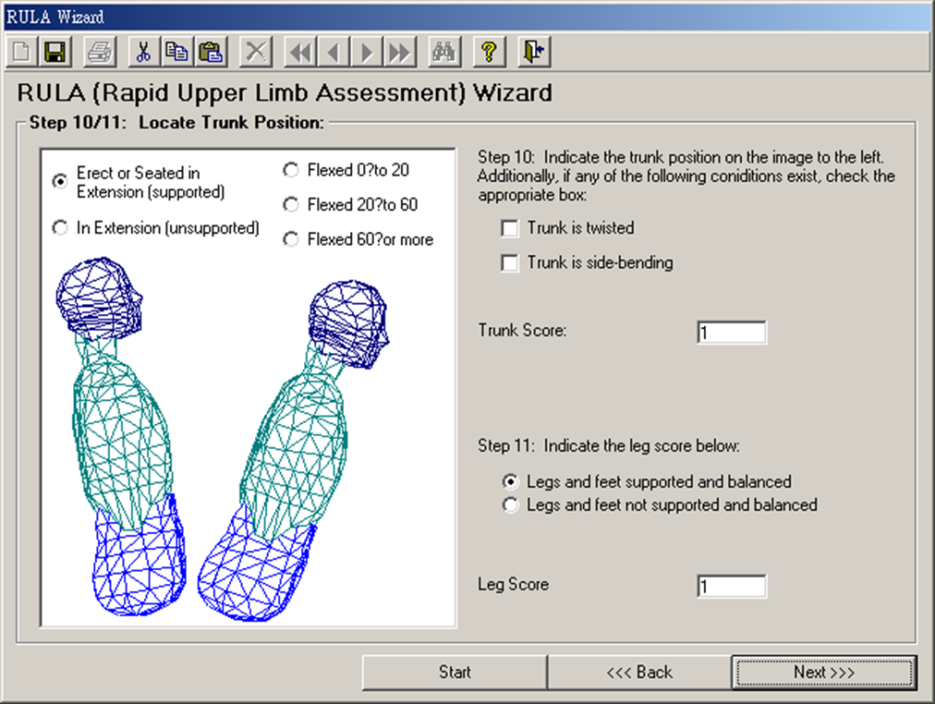 RULA Wizard
RULA (Rapid Upper Limb Assessment) Wizard
Step 10/11: Locate Trunk Position:
Erect or Seated in
Extension (supported)
In Extension (unsupported)
Flexed 0?to 20
Flexed 20?to 60
Flexed 60?or more
Step 10: Indicate the trunk position on the image to the left.
Additionally, if any of the following coniditions exist, check the
appropriate box:
Trunk is twisted
Trunk is side-bending
Trunk Score:
1
Step 11: Indicate the leg score below:
Legs and feet supported and balanced
Legs and feet not supported and balanced
Leg Score
1
Start
<<< Back
Next >>>